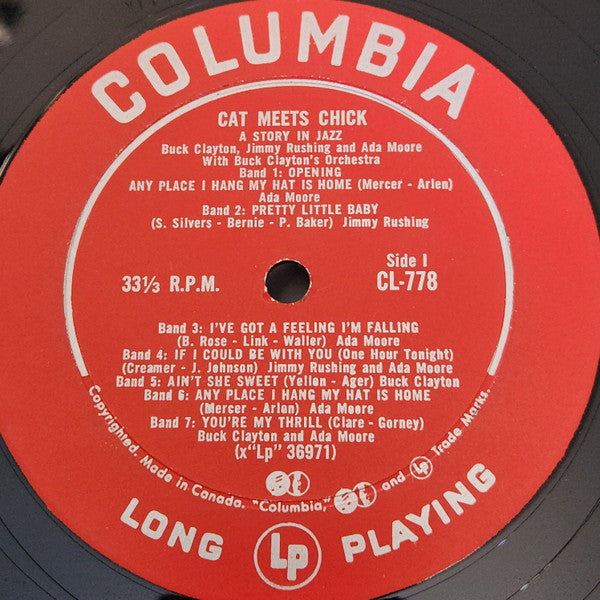 COLUMBIA
CAT MEETS CHICK
A STORY IN JAZZ
Buck Clayton, Jimmy Rushing and Ada Moore
With Buck Clayton's Orchestra
Band 1: OPENING
ANY PLACE I HANG MY HAT IS HOME (Mercer - Arlen)
Ada Moore
Band 2: PRETTY LITTLE BABY
(S. Silvers - Bernie - P. Baker) Jimmy Rushing
33⅓ R.P.M.
Side I
CL-778
Band 3: I'VE GOT A FEELING I'M FALLING
(B. Rose - Link - Waller) Ada Moore
Band 4: IF I COULD BE WITH YOU (One Hour Tonight)
(Creamer - J. Johnson) Jimmy Rushing and Ada Moore
Band 5: AIN'T SHE SWEET (Yellen - Ager) Buck Clayton
Band 6: ANY PLACE I HANG MY HAT IS HOME
(Mercer - Arlen) Ada Moore
Band 7: YOU'RE MY THRILL (Clare - Gorney)
Buck Clayton and Ada Moore
(x"Lp" 36971)
Copyrighted. Made in Canada. "Columbia," and Lp Trade Marks.
LONG Lp PLAYING